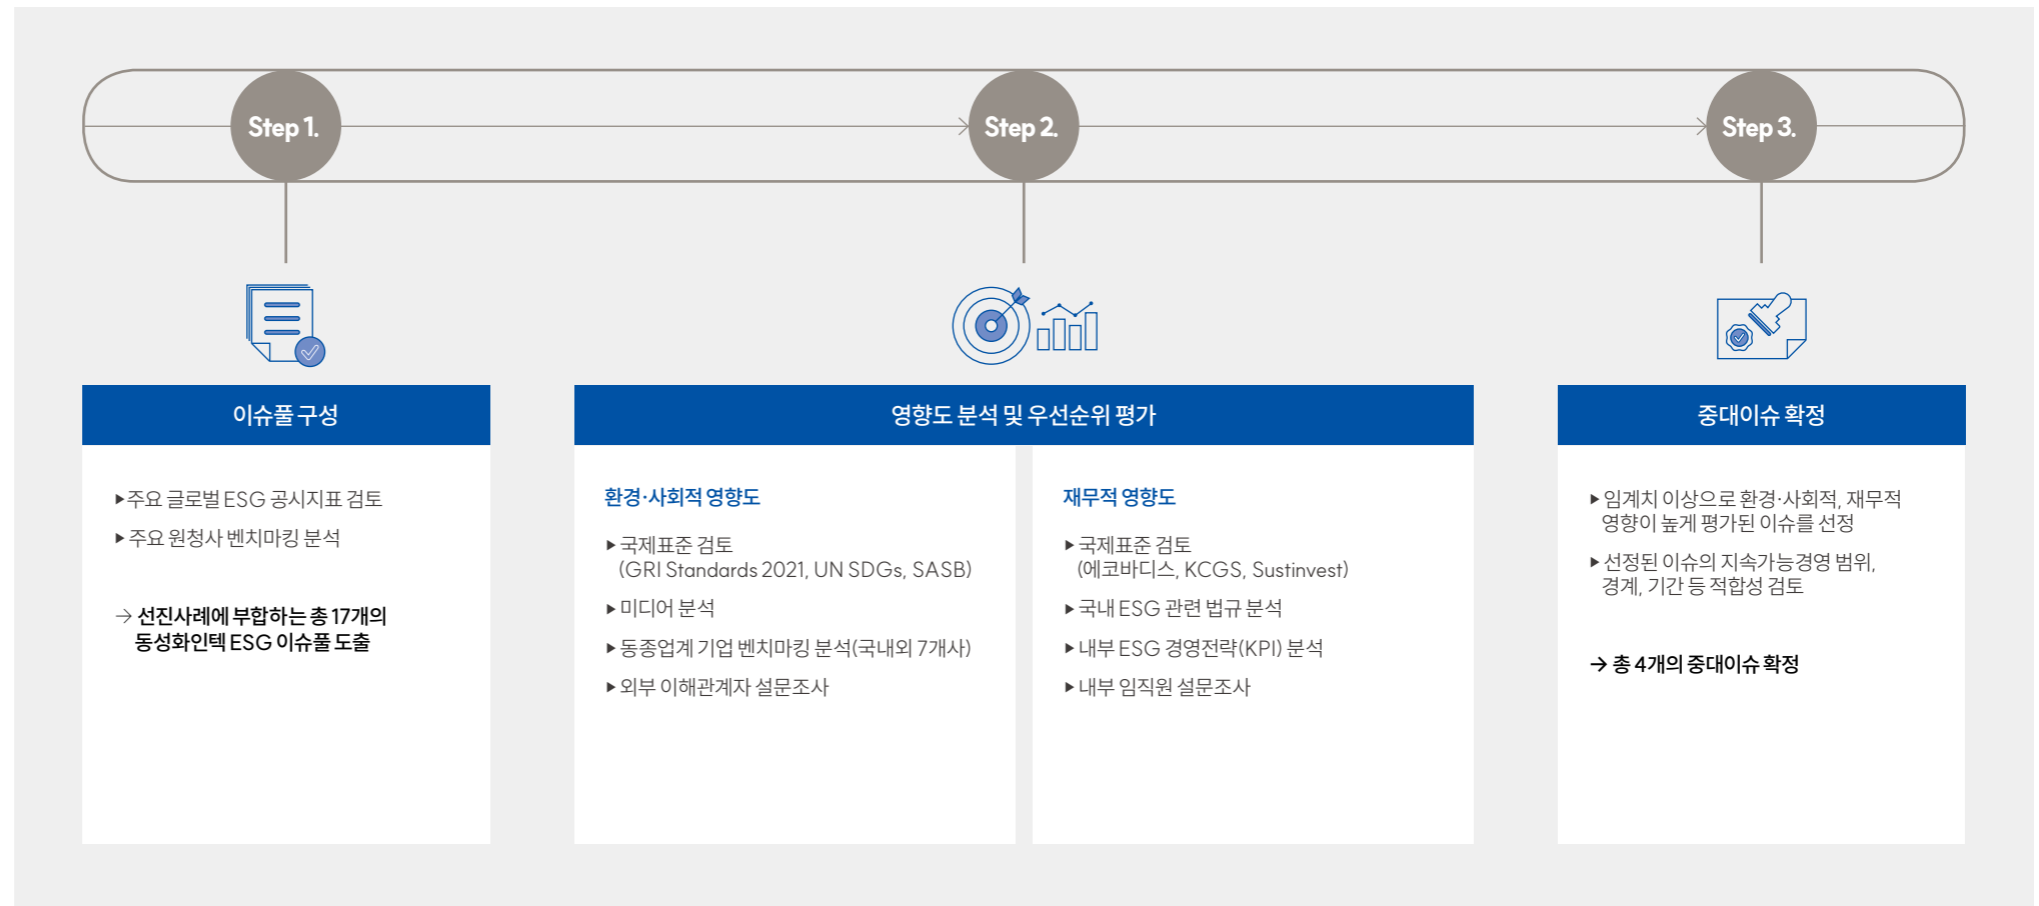 Step 1.
Step 2.
Step 3.
이슈풀 구성
▶주요 글로벌 ESG 공시지표 검토
▶주요 원청사 벤치마킹 분석
→ 선진사례에 부합하는 총 17개의
동성화인텍 ESG 이슈풀 도출
영향도 분석 및 우선순위 평가
환경·사회적 영향도
▶국제표준 검토
(GRI Standards 2021, UN SDGs, SASB)
▶미디어 분석
▶동종업계 기업 벤치마킹 분석(국내외 7개사)
▶외부 이해관계자 설문조사
재무적 영향도
▶국제표준 검토
(에코바디스, KCGS, Sustinvest)
▶국내 ESG 관련 법규 분석
▶내부 ESG 경영전략(KPI) 분석
▶내부 임직원 설문조사
중대이슈 확정
▶임계치 이상으로 환경·사회적, 재무적
영향이 높게 평가된 이슈를 선정
▶선정된 이슈의 지속가능경영 범위,
경계, 기간 등 적합성 검토
→ 총 4개의 중대이슈 확정